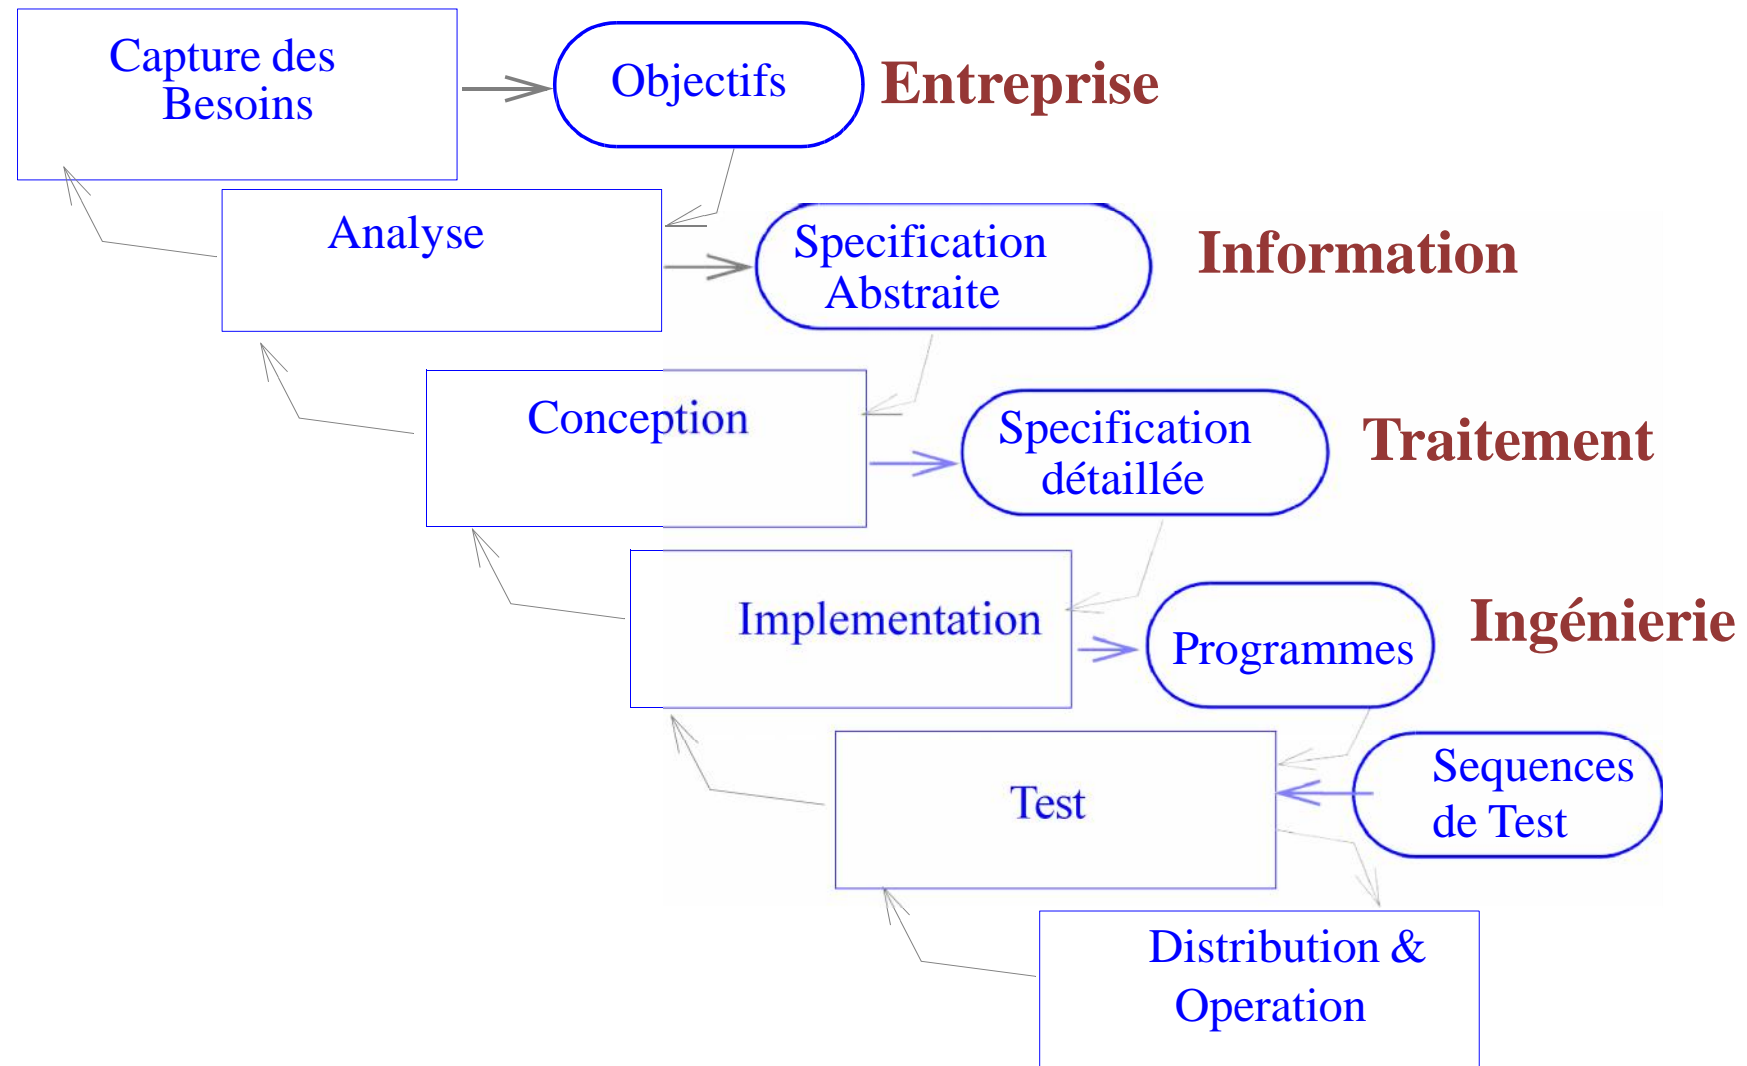 Capture des
Besoins
Objectifs
Entreprise
Analyse
Specification
Abstraite
Information
Conception
Specification
détaillée
Traitement
Implementation
Programmes
Ingénierie
Test
Sequences
de Test
Distribution &
Operation